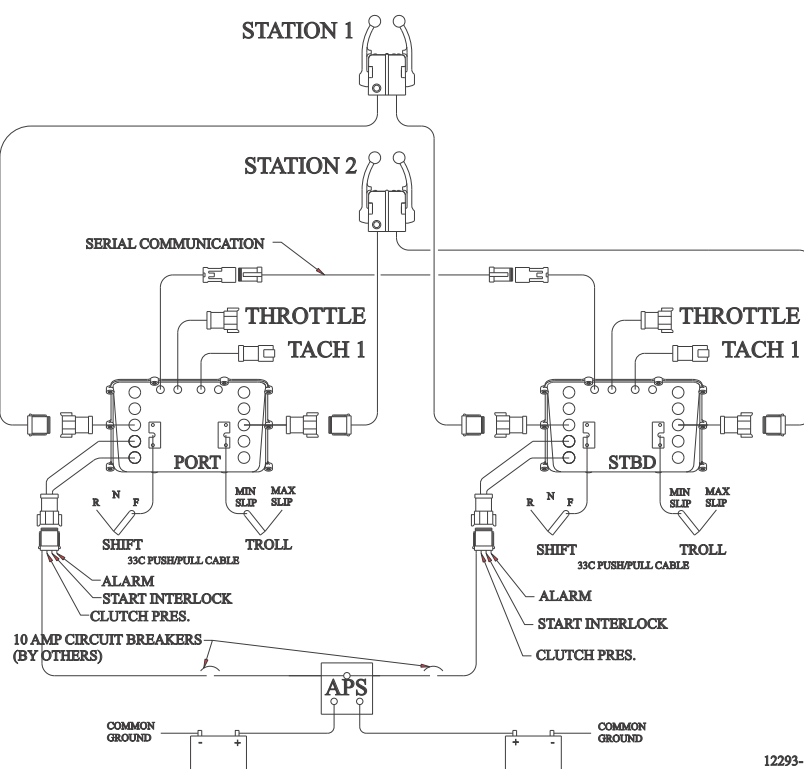 STATION 1
STATION 2
SERIAL COMMUNICATION
THROTTLE
THROTTLE
TACH 1
TACH 1
PORT
STBD
R N F
MIN SLIP
MAX SLIP
R N F
MIN SLIP
MAX SLIP
SHIFT
TROLL
SHIFT
TROLL
33C PUSH/PULL CABLE
33C PUSH/PULL CABLE
ALARM
START INTERLOCK
CLUTCH PRES.
ALARM
START INTERLOCK
CLUTCH PRES.
10 AMP CIRCUIT BREAKERS
(BY OTHERS)
APS
COMMON
GROUND
COMMON
GROUND
- +
+ -
12293-